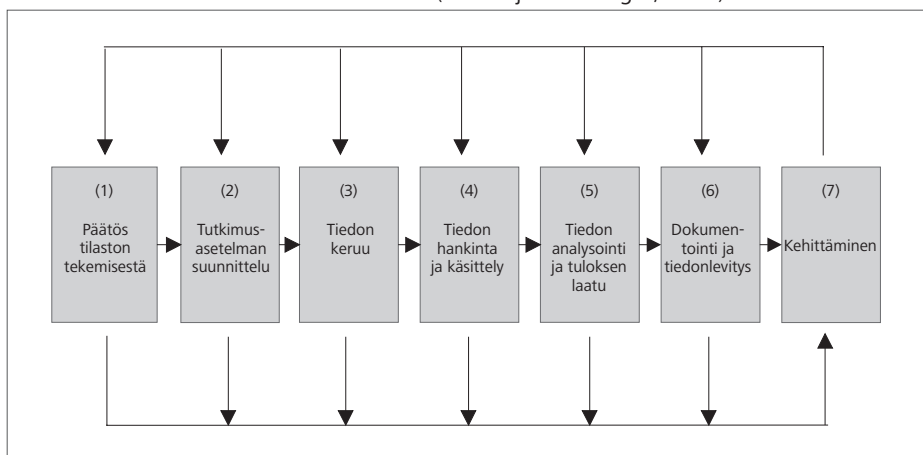 (1)
Päätös
tilaston
tekemisestä
(2)
Tutkimus-
asetelman
suunnittelu
(3)
Tiedon
keruu
(4)
Tiedon
hankinta
ja käsittely
(5)
Tiedon
analysointi
ja tuloksen
laatu
(6)
Dokumen-
tointi ja
tiedonlevitys
(7)
Kehittäminen